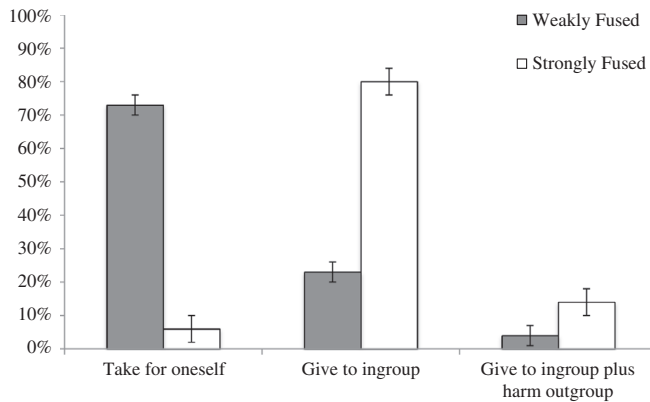 100%
90%
80%
70%
60%
50%
40%
30%
20%
10%
0%
Weakly Fused
Strongly Fused
Take for oneself
Give to ingroup
Give to ingroup plus
harm outgroup